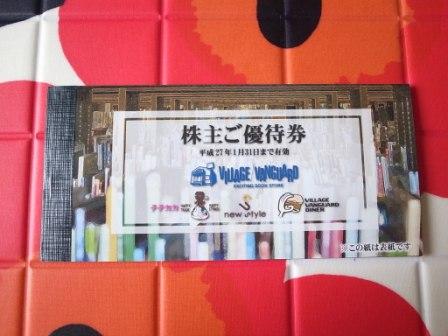 株主ご優待券
平成27年1月31日まで有効
VILLAGE VANGUARD
EXCITING BOOK STORE
チチカカ
new style
VILLAGE
VANGUARD
DINER
※この紙は表紙です